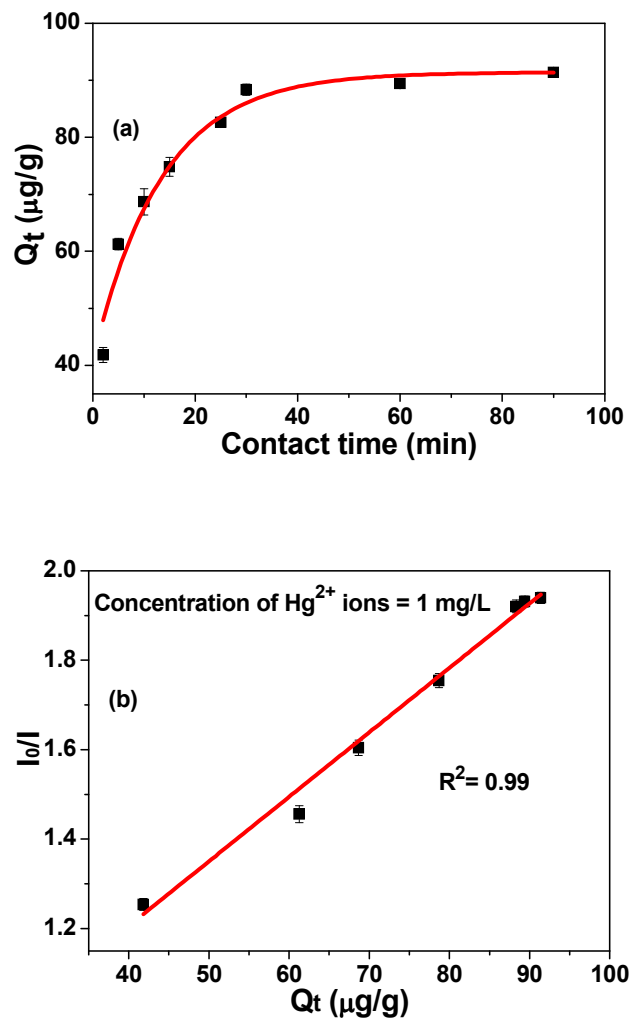 100
90
80
(a)
Qt (μg/g)
60
40
0
20
40
60
80
100
Contact time (min)
2.0
Concentration of Hg2+ ions = 1 mg/L
1.8
(b)
I0/I
1.6
R2= 0.99
1.4
1.2
40
50
60
70
80
90
100
Qt (μg/g)